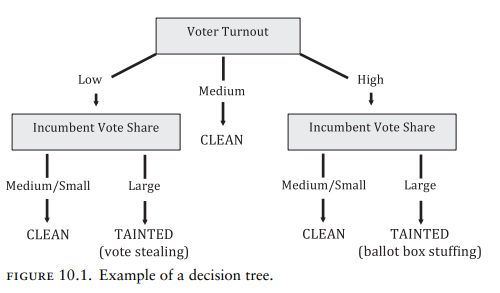 Voter Turnout
Low
Medium
High
Incumbent Vote Share
CLEAN
Incumbent Vote Share
Medium/Small
Large
Medium/Small
Large
CLEAN
TAINTED
(vote stealing)
CLEAN
TAINTED
(ballot box stuffing)
FIGURE 10.1. Example of a decision tree.